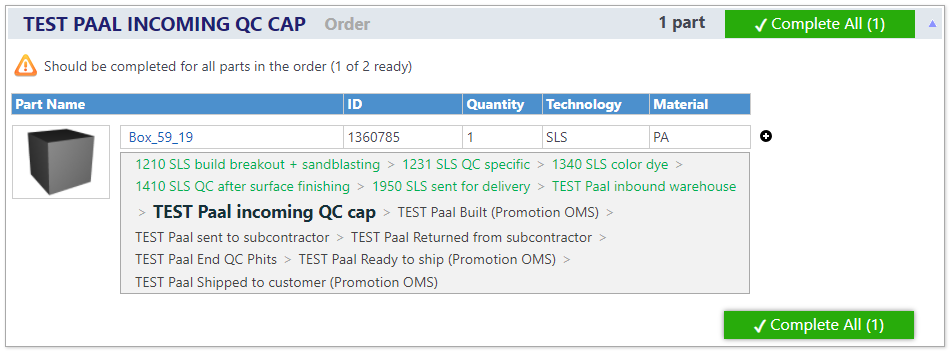 TEST PAAL INCOMING QC CAP Order 1 part ✓ Complete All (1)
Should be completed for all parts in the order (1 of 2 ready)
Part Name ID Quantity Technology Material
Box_59_19 1360785 1 SLS PA
1210 SLS build breakout + sandblasting > 1231 SLS QC specific > 1340 SLS color dye >
1410 SLS QC after surface finishing > 1950 SLS sent for delivery > TEST Paal inbound warehouse
> TEST Paal incoming QC cap > TEST Paal Built (Promotion OMS) >
TEST Paal sent to subcontractor > TEST Paal Returned from subcontractor >
TEST Paal End QC Phits > TEST Paal Ready to ship (Promotion OMS) >
TEST Paal Shipped to customer (Promotion OMS)
✓ Complete All (1)